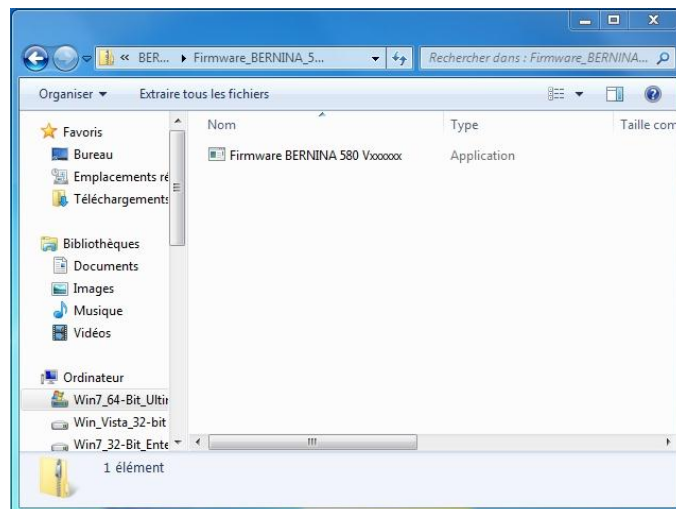 « BER... ▸ Firmware_BERNINA_5... Rechercher dans : Firmware_BERNINA...
Organiser Extraire tous les fichiers
Nom Type Taille com
Favoris
Bureau
Emplacements ré
Téléchargements
Bibliothèques
Documents
Images
Musique
Vidéos
Ordinateur
Win7_64-Bit_Ultin
Win_Vista_32-bit
Win7_32-Bit_Ente
Firmware BERNINA 580 Vxxxxxx Application
1 élément